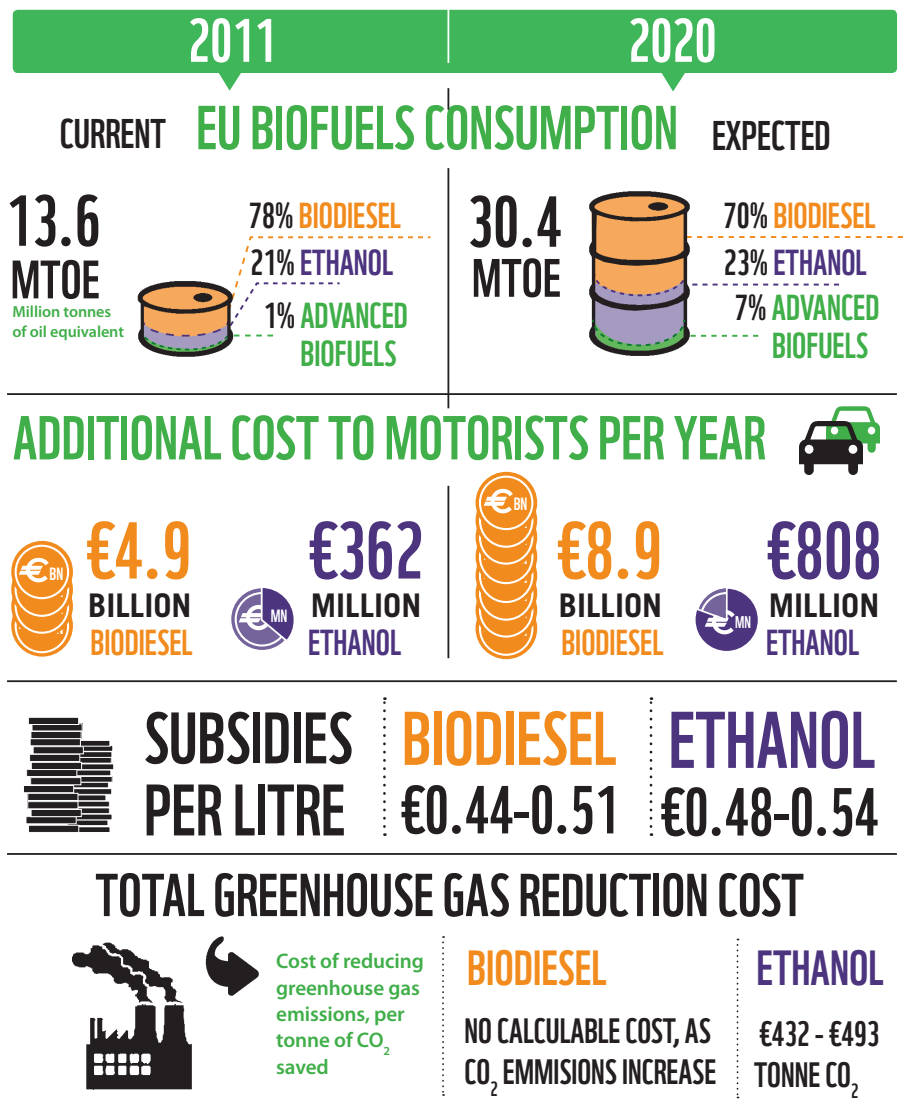 2011
2020
CURRENT
EU BIOFUELS CONSUMPTION
EXPECTED
13.6
MTOE
Million tonnes
of oil equivalent
78% BIODIESEL
21% ETHANOL
1% ADVANCED
BIOFUELS
30.4
MTOE
70% BIODIESEL
23% ETHANOL
7% ADVANCED
BIOFUELS
ADDITIONAL COST TO MOTORISTS PER YEAR
€ BN
€4.9
BILLION
BIODIESEL
€ MN
€362
MILLION
ETHANOL
€ BN
€8.9
BILLION
BIODIESEL
€ MN
€808
MILLION
ETHANOL
SUBSIDIES
PER LITRE
BIODIESEL
€0.44-0.51
ETHANOL
€0.48-0.54
TOTAL GREENHOUSE GAS REDUCTION COST
Cost of reducing
greenhouse gas
emissions, per
tonne of CO₂
saved
BIODIESEL
NO CALCULABLE COST, AS
CO₂ EMMISIONS INCREASE
ETHANOL
€432 - €493
TONNE CO₂